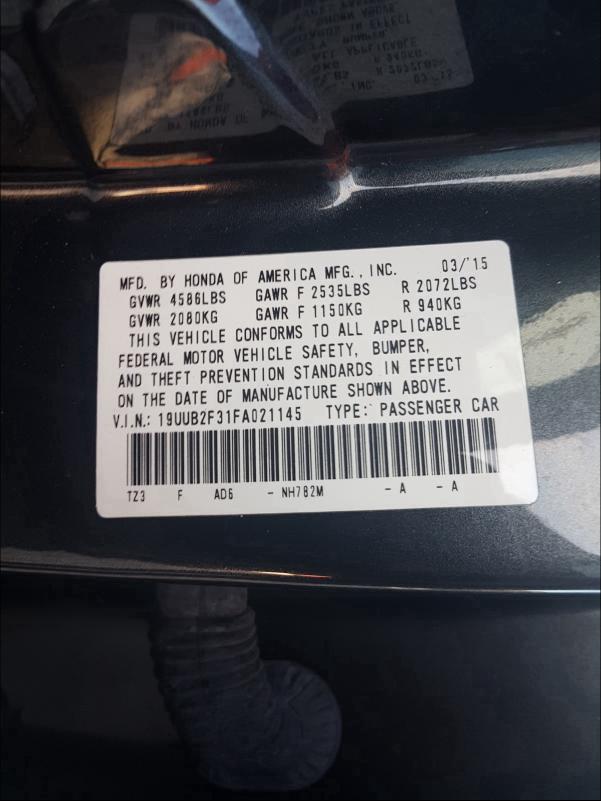 MFD. BY HONDA OF AMERICA MFG., INC. 03/'15
GVWR 4586LBS GAWR F 2535LBS R 2072LBS
GVWR 2080KG GAWR F 1150KG R 940KG
THIS VEHICLE CONFORMS TO ALL APPLICABLE
FEDERAL MOTOR VEHICLE SAFETY, BUMPER,
AND THEFT PREVENTION STANDARDS IN EFFECT
ON THE DATE OF MANUFACTURE SHOWN ABOVE.
V.I.N.: 19UUB2F31FA021145 TYPE: PASSENGER CAR
TZ3 F AD6 - NH782M - A - A